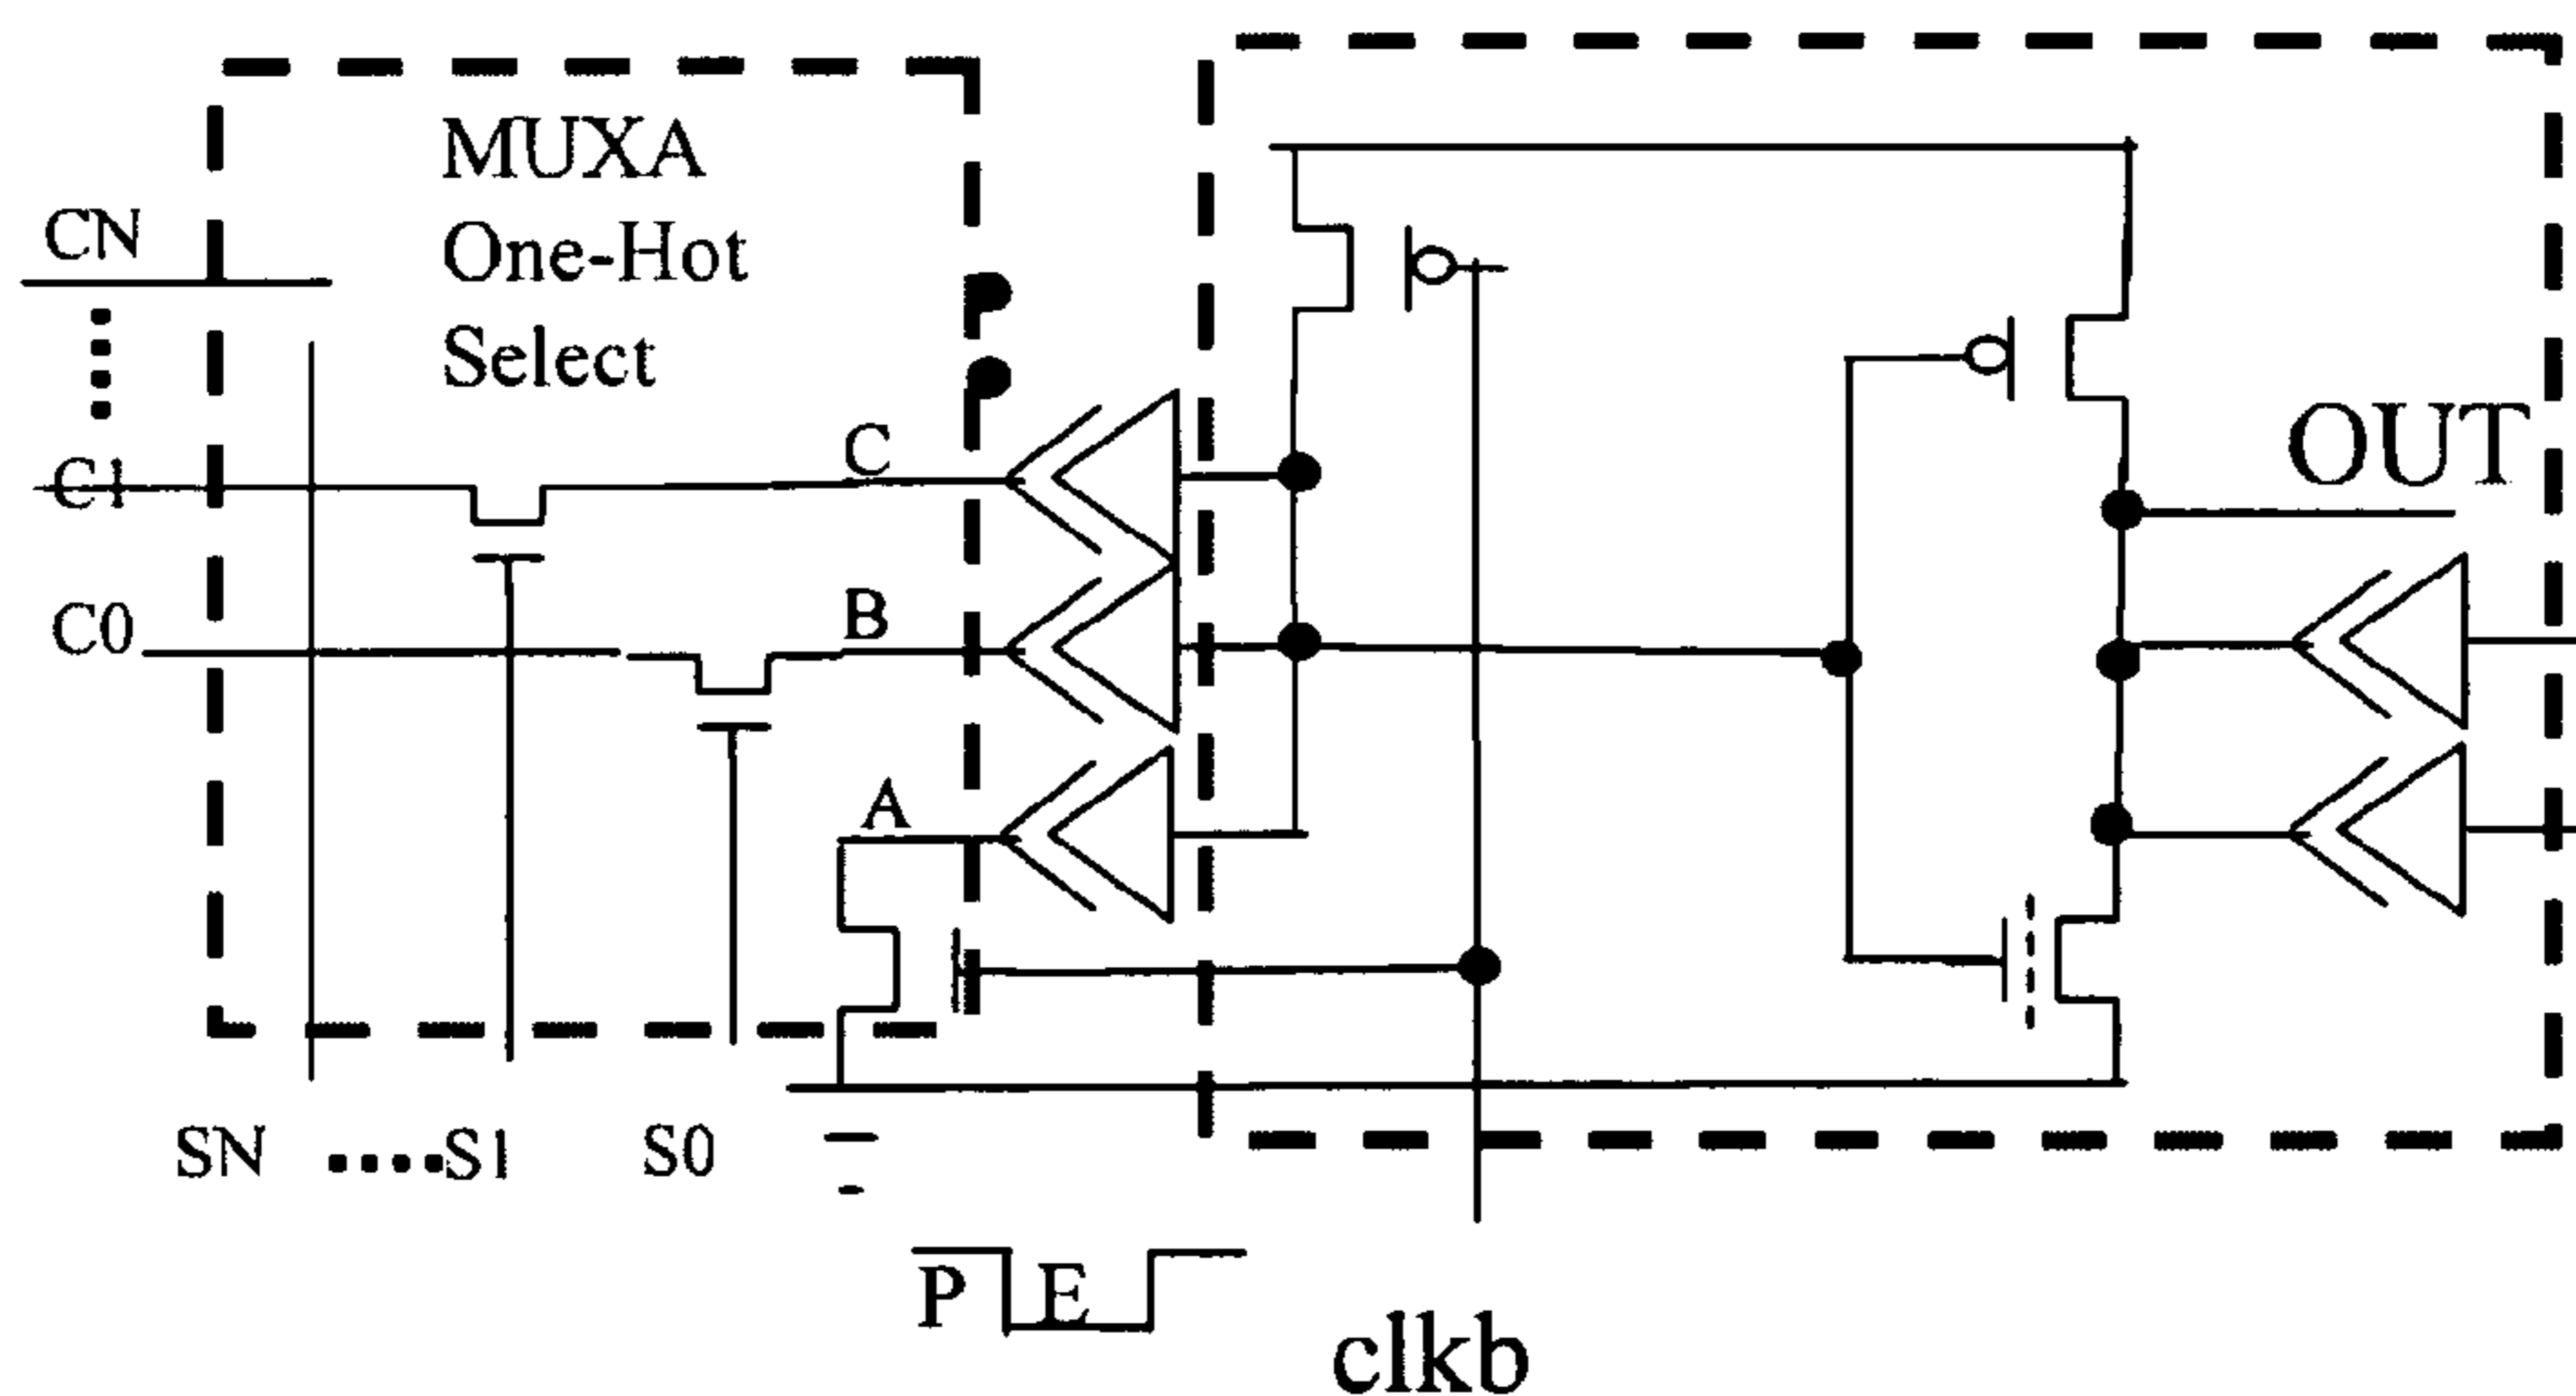 MUXA
One-Hot
Select
CN
C1
C0
C
B
A
OUT
SN ....S1 S0
P E
clkb